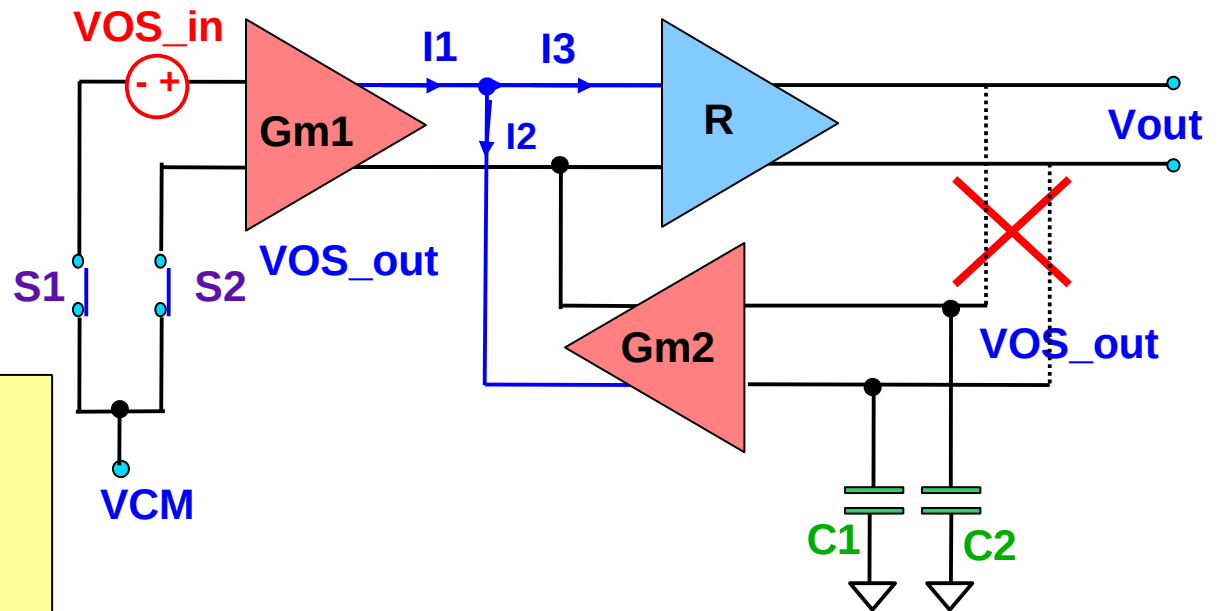 VOS_in
- +
I1
I3
Gm1
R
I2
Vout
VOS_out
S1
S2
Gm2
VOS_out
VCM
C1
C2